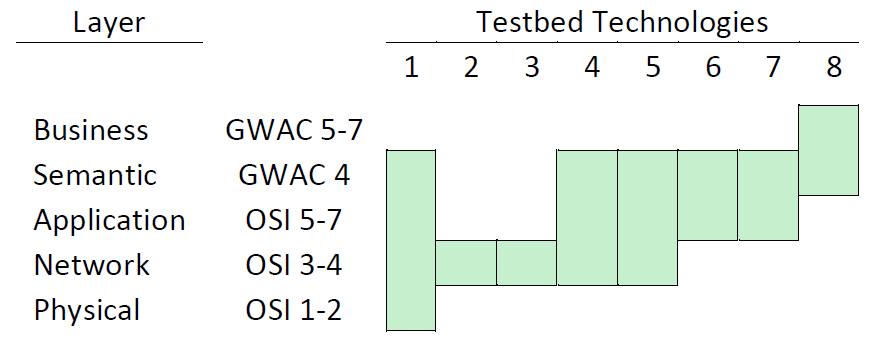 Layer Testbed Technologies
1 2 3 4 5 6 7 8
Business GWAC 5-7
Semantic GWAC 4
Application OSI 5-7
Network OSI 3-4
Physical OSI 1-2